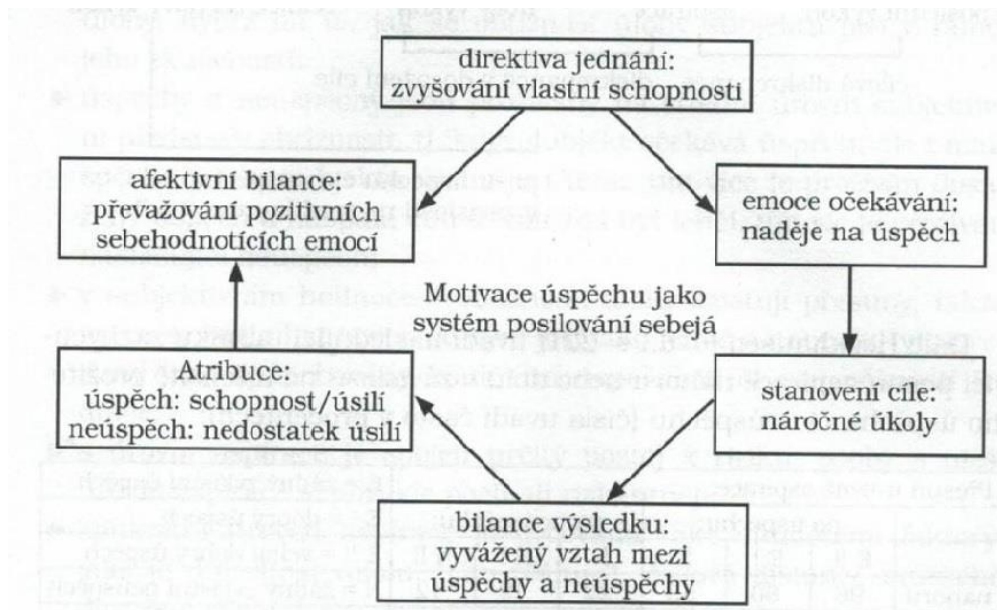 direktiva jednání:
zvyšování vlastní schopnosti
afektivní bilance:
převažování pozitivních
sebehodnotících emocí
emoce očekávání:
naděje na úspěch
Motivace úspěchu jako
systém posilování sebejá
Atribuce:
úspěch: schopnost/úsilí
neúspěch: nedostatek úsilí
stanovení cíle:
náročné úkoly
bilance výsledku:
vyvážený vztah mezi
úspěchy a neúspěchy